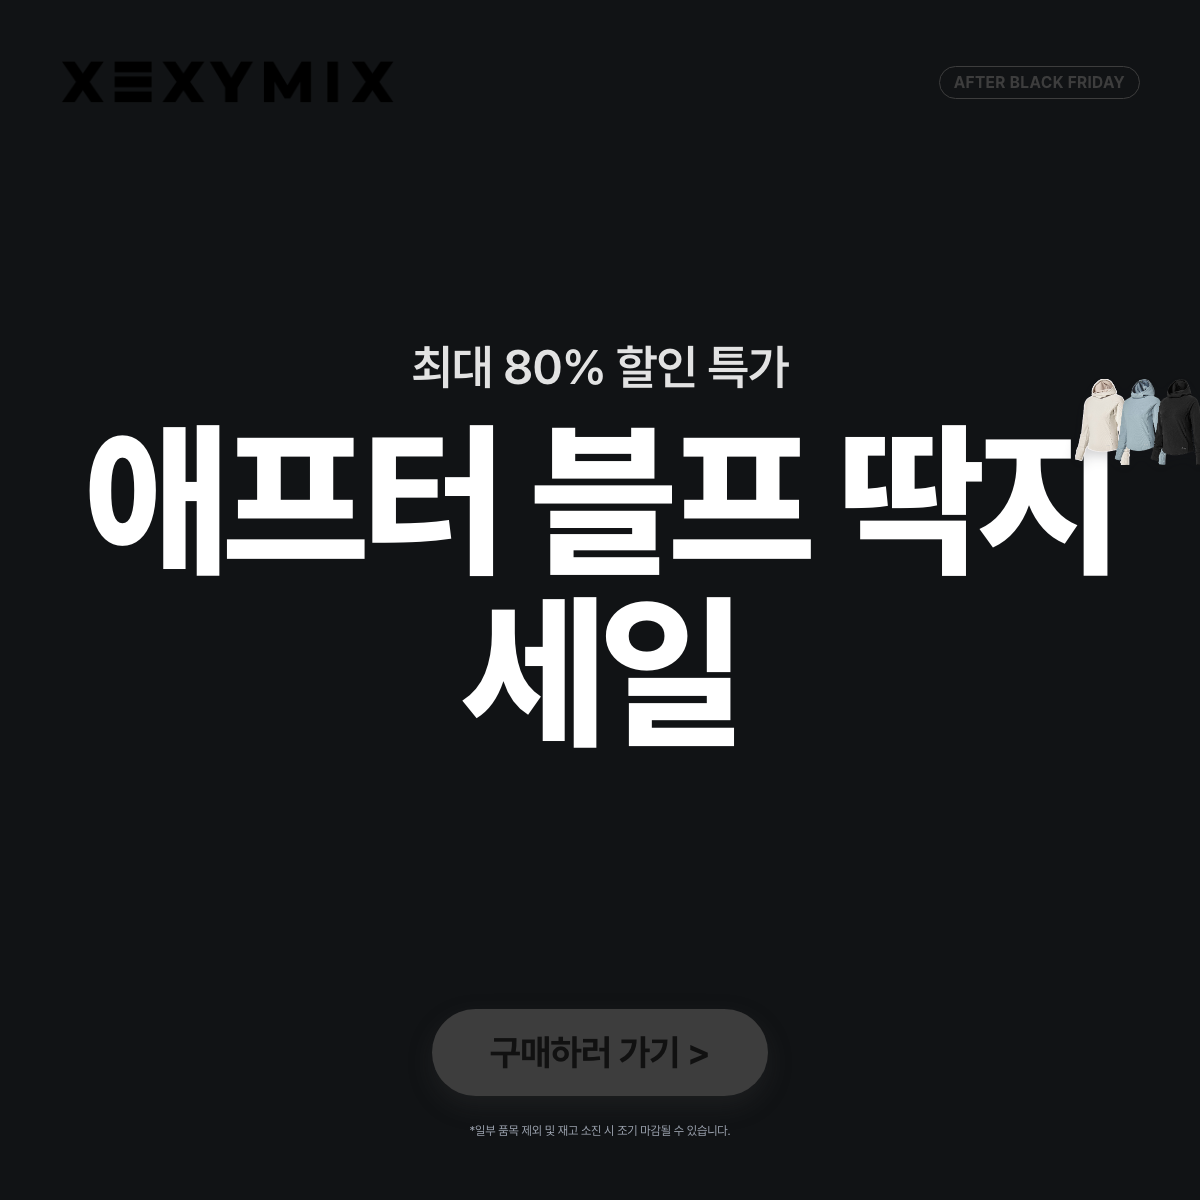 XEXYMIX
AFTER BLACK FRIDAY
최대 80% 할인 특가
애프터 블프 딱지
세일
구매하러 가기 >
*일부 품목 제외 및 재고 소진 시 조기 마감될 수 있습니다.